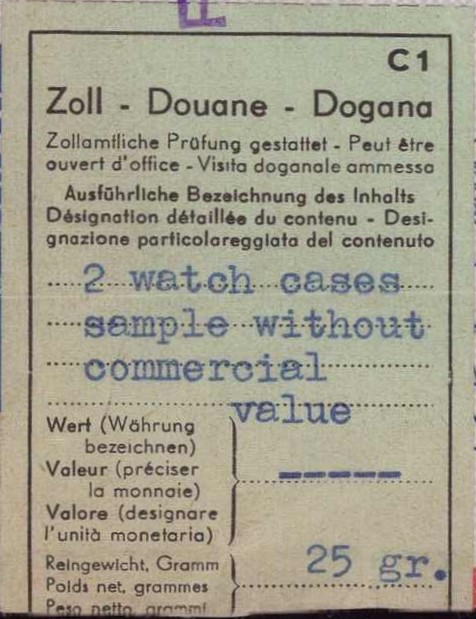 C1
Zoll - Douane - Dogana
Zollamtliche Prüfung gestattet - Peut être
ouvert d'office - Visita doganale ammessa
Ausführliche Bezeichnung des Inhalts
Désignation détaillée du contenu - Desi-
gnazione particolareggiata del contenuto
2 watch cases
sample without
commercial
value
Wert (Währung
bezeichnen)
Valeur (préciser
la monnaie)
Valore (designare
l'unità monetaria)
-----
Reingewicht, Gramm
Poids net, grammes
Peso netto, grammi
25 gr.